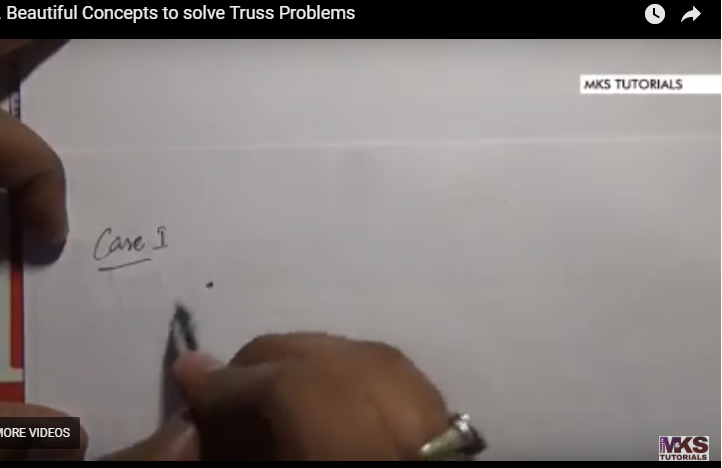 Beautiful Concepts to solve Truss Problems
MKS TUTORIALS
Case I
MORE VIDEOS
MKS
TUTORIALS